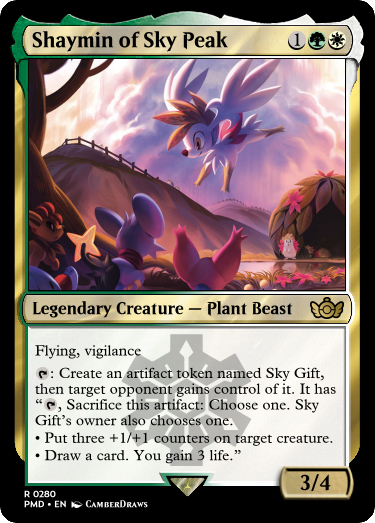 Shaymin of Sky Peak 1
Legendary Creature — Plant Beast
Flying, vigilance
: Create an artifact token named Sky Gift,
then target opponent gains control of it. It has
“, Sacrifice this artifact: Choose one. Sky
Gift's owner also chooses one.
• Put three +1/+1 counters on target creature.
• Draw a card. You gain 3 life.”
3/4
R 0280
PMD • EN CAMBERDRAWS